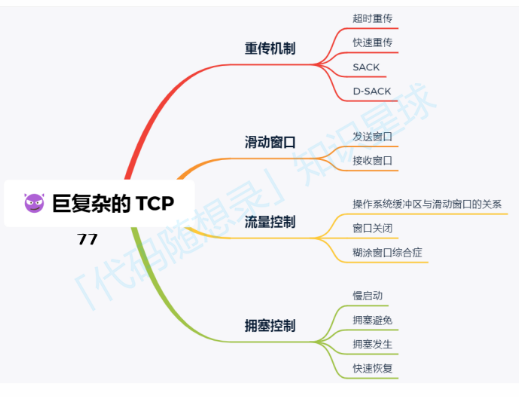 重传机制
超时重传
快速重传
SACK
D-SACK
滑动窗口
发送窗口
接收窗口
巨复杂的 TCP
77
流量控制
操作系统缓冲区与滑动窗口的关系
窗口关闭
糊涂窗口综合症
拥塞控制
慢启动
拥塞避免
拥塞发生
快速恢复
「代码随想录」知识星球